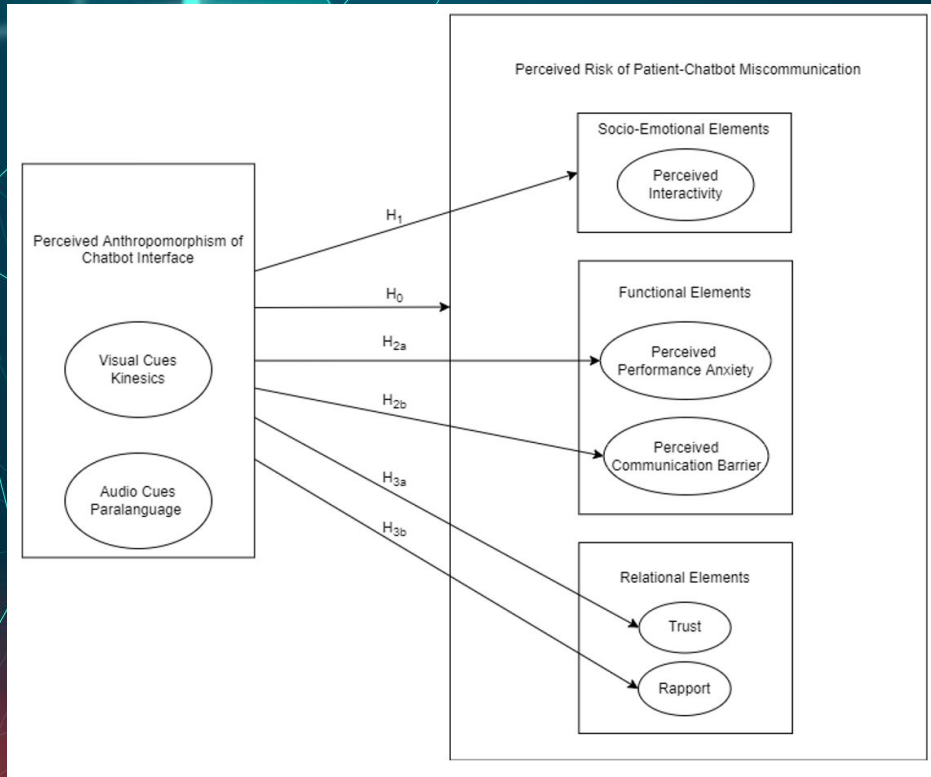 Perceived Risk of Patient-Chatbot Miscommunication
Socio-Emotional Elements
Perceived
Interactivity
Perceived Anthropomorphism of
Chatbot Interface
Visual Cues
Kinesics
Audio Cues
Paralanguage
H1
H0
H2a
H2b
H3a
H3b
Functional Elements
Perceived
Performance Anxiety
Perceived
Communication Barrier
Relational Elements
Trust
Rapport